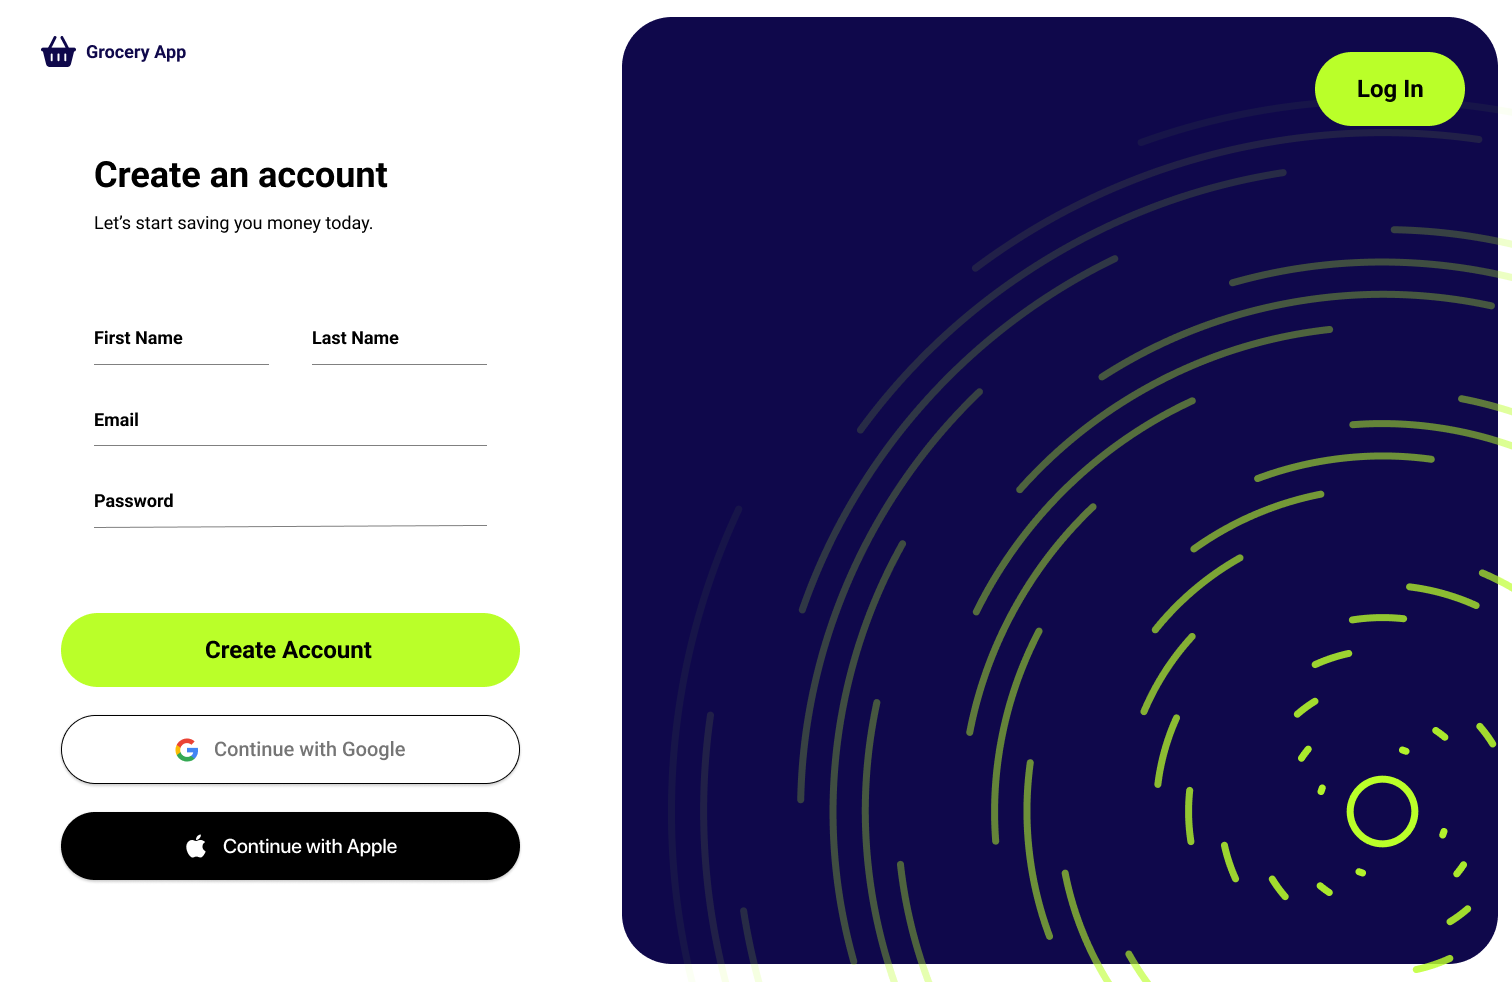 Grocery App
Log In
Create an account
Let’s start saving you money today.
First Name
Last Name
Email
Password
Create Account
Continue with Google
Continue with Apple